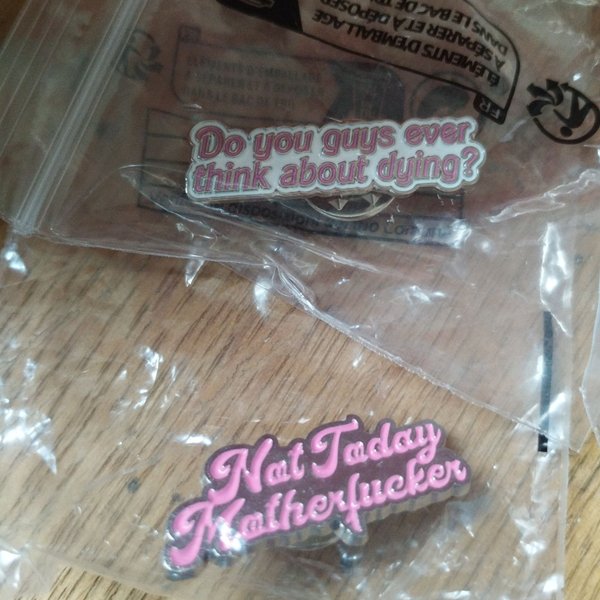 ÉLÉMENTS D'EMBALLAGE
À SÉPARER ET À DÉPOSER
DANS LE BAC DE TRI
FR
Do you guys ever
think about dying?
Not Today
Motherfucker